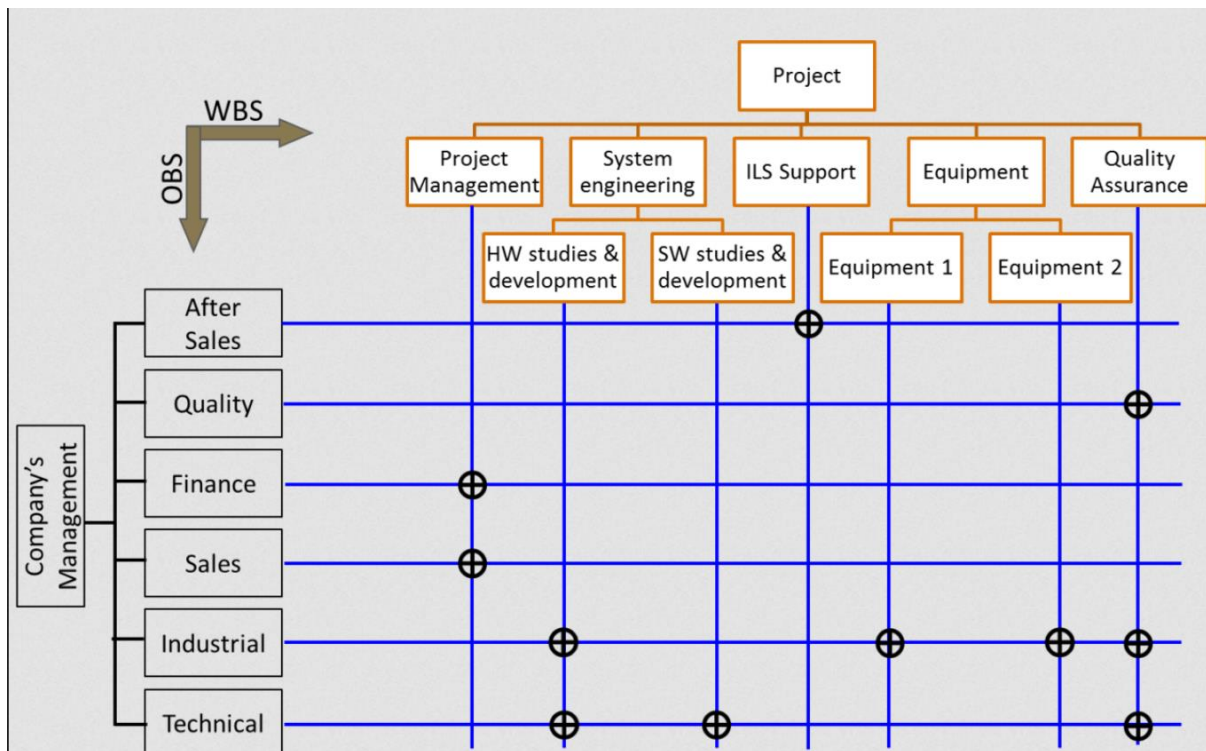 Project
WBS
OBS
Project
Management
System
engineering
ILS Support
Equipment
Quality
Assurance
HW studies &
development
SW studies &
development
Equipment 1
Equipment 2
After
Sales
Quality
Finance
Company's
Management
Sales
Industrial
Technical